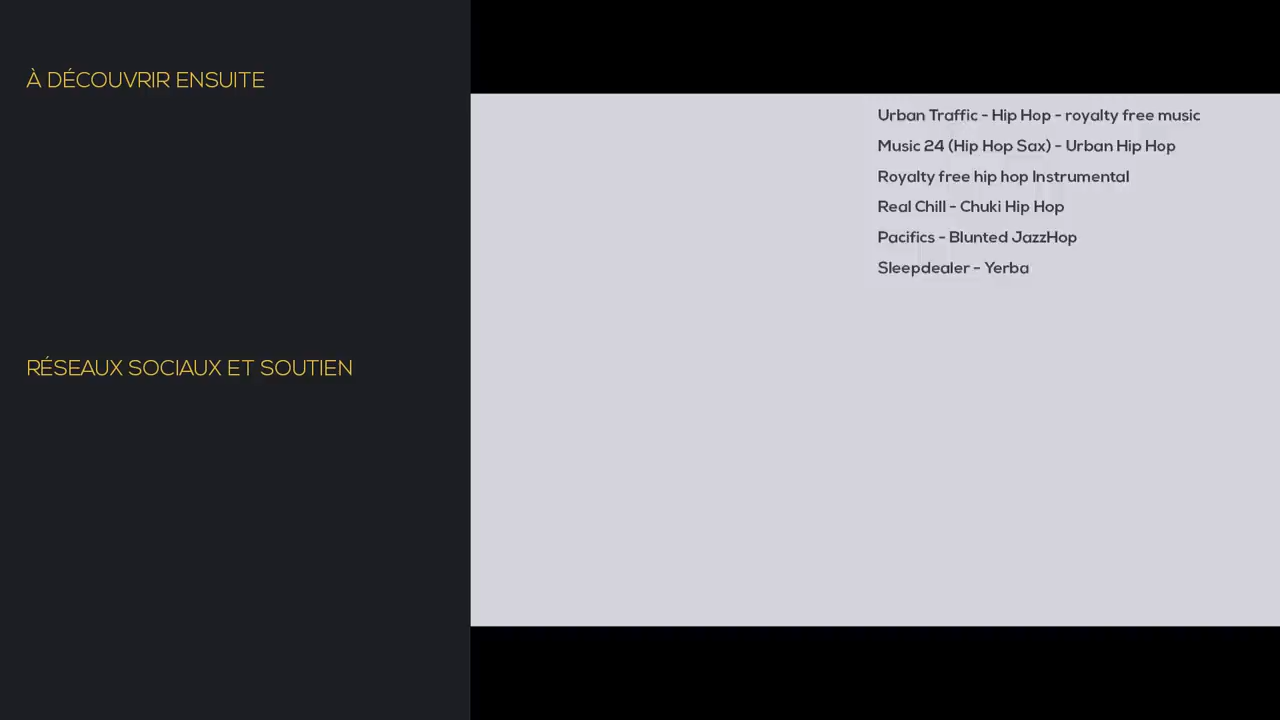 À DÉCOUVRIR ENSUITE
RÉSEAUX SOCIAUX ET SOUTIEN
Urban Traffic - Hip Hop - royalty free music
Music 24 (Hip Hop Sax) - Urban Hip Hop
Royalty free hip hop Instrumental
Real Chill - Chuki Hip Hop
Pacifics - Blunted JazzHop
Sleepdealer - Yerba